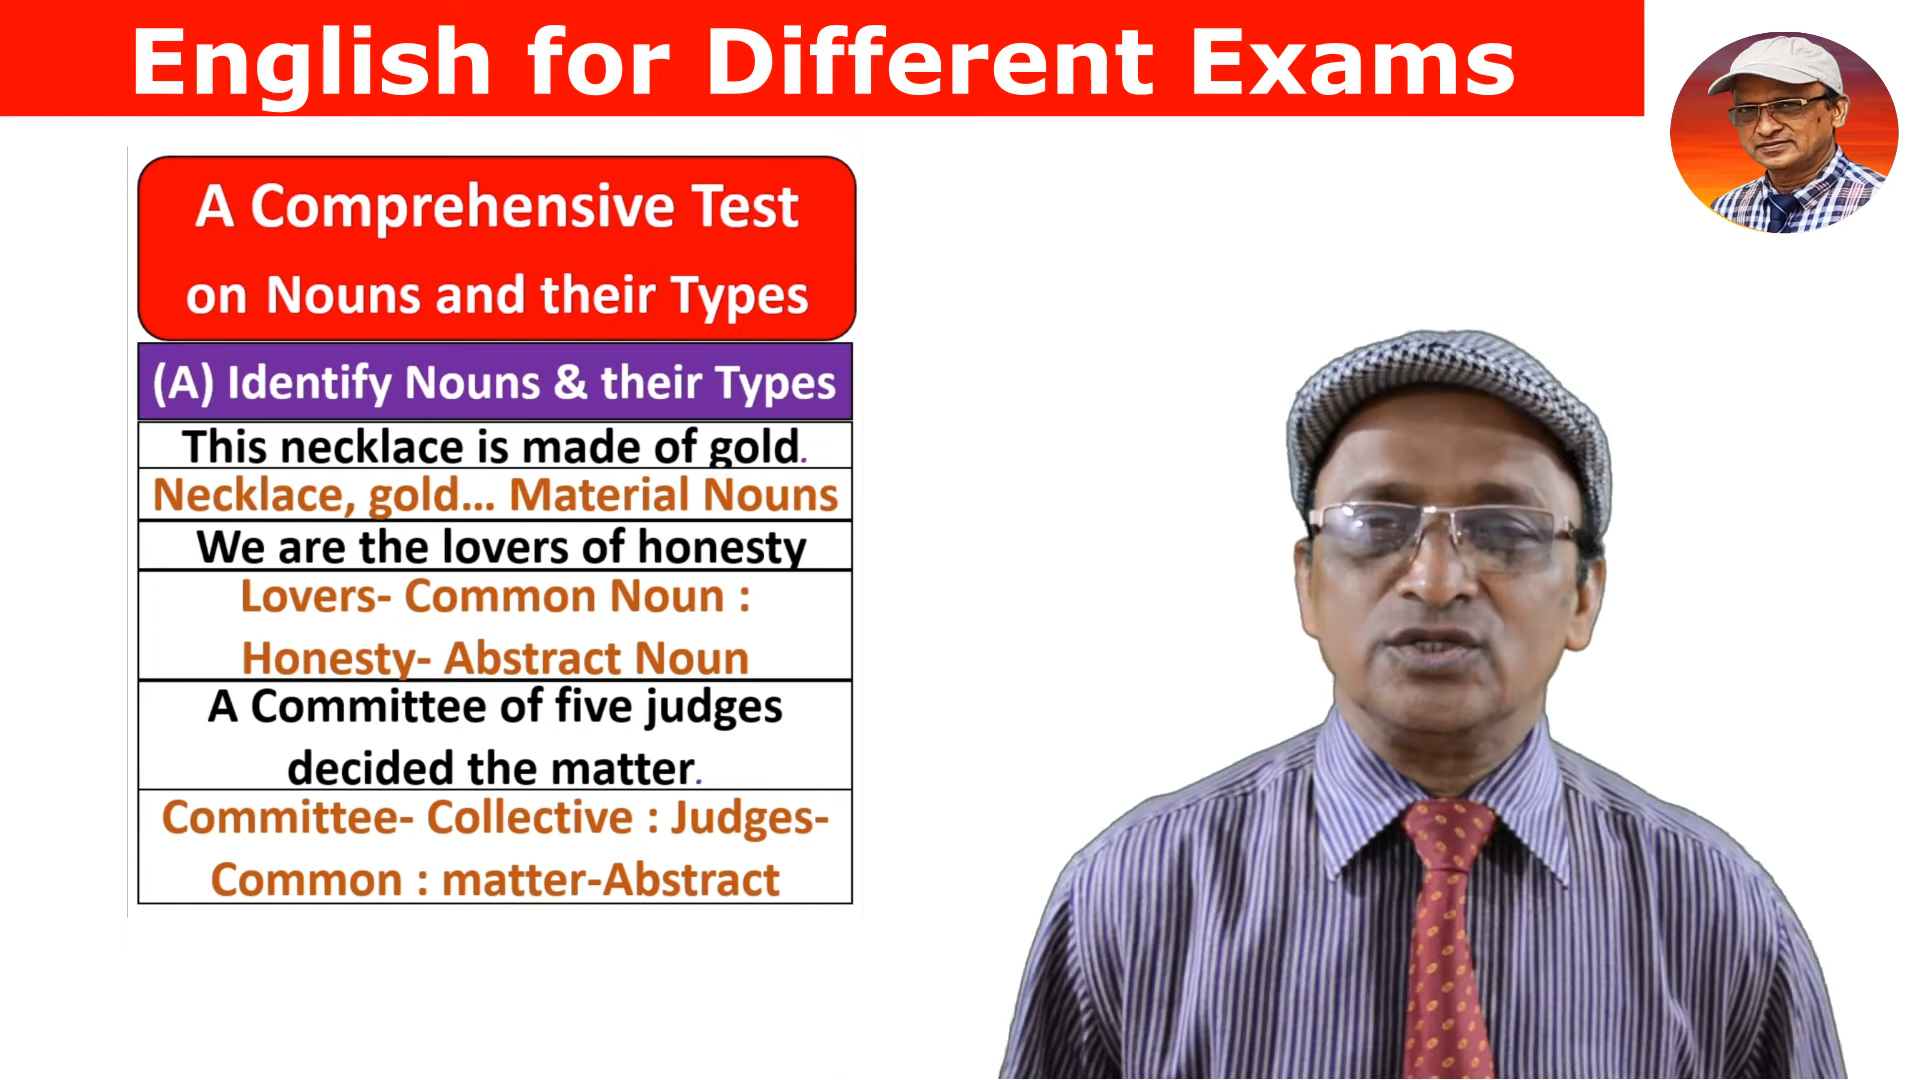 English for Different Exams
A Comprehensive Test
on Nouns and their Types
(A) Identify Nouns & their Types
This necklace is made of gold.
Necklace, gold... Material Nouns
We are the lovers of honesty
Lovers- Common Noun :
Honesty- Abstract Noun
A Committee of five judges
decided the matter.
Committee- Collective : Judges-
Common : matter-Abstract